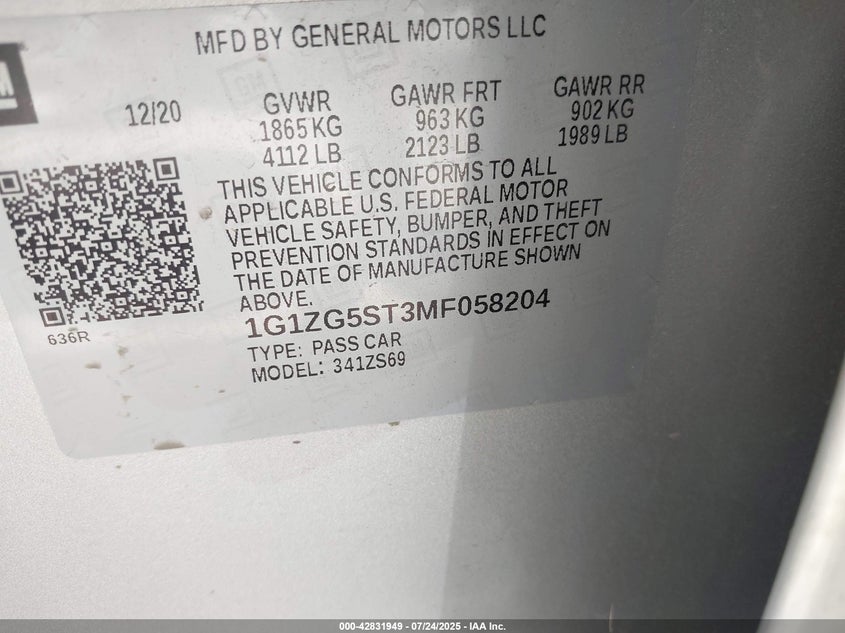 MFD BY GENERAL MOTORS LLC
12/20
GVWR
1865 KG
4112 LB
GAWR FRT
963 KG
2123 LB
GAWR RR
902 KG
1989 LB
THIS VEHICLE CONFORMS TO ALL
APPLICABLE U.S. FEDERAL MOTOR
VEHICLE SAFETY, BUMPER, AND THEFT
PREVENTION STANDARDS IN EFFECT ON
THE DATE OF MANUFACTURE SHOWN
ABOVE.
636R
1G1ZG5ST3MF058204
TYPE: PASS CAR
MODEL: 341ZS69
000-42831949 - 07/24/2025 - IAA Inc.